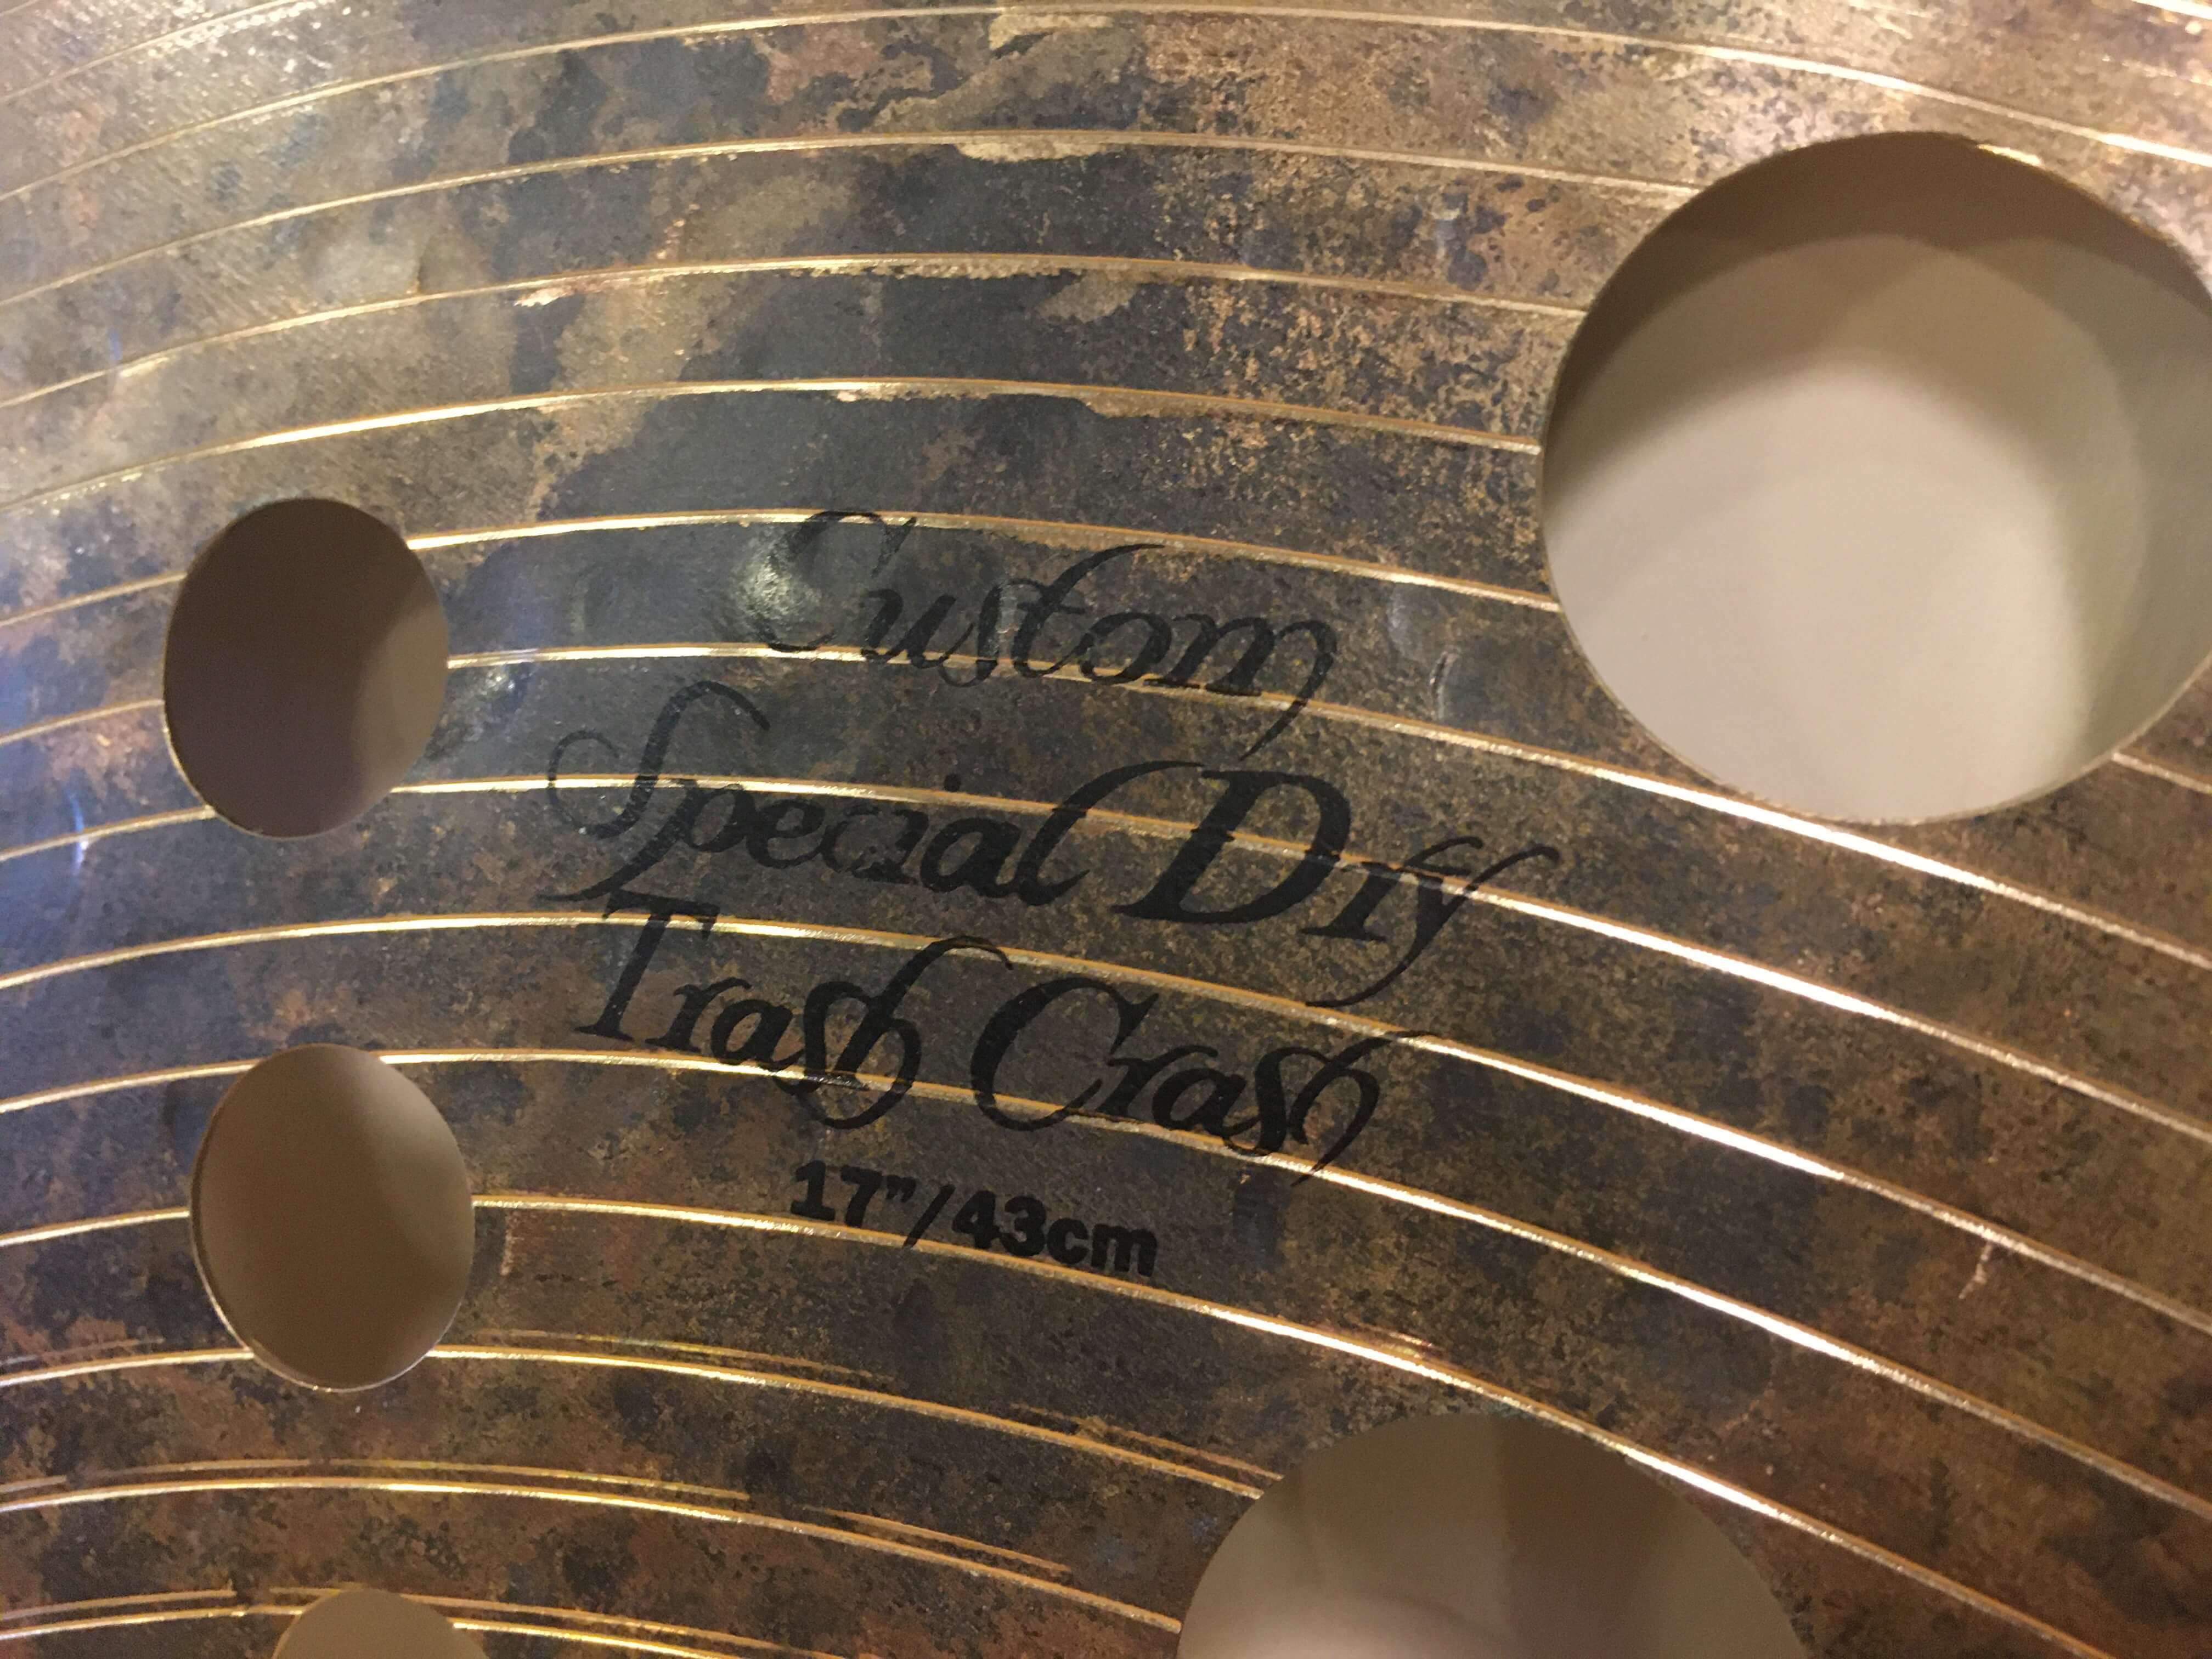 Custom
Special Dry
Trash Crash
17"/43cm